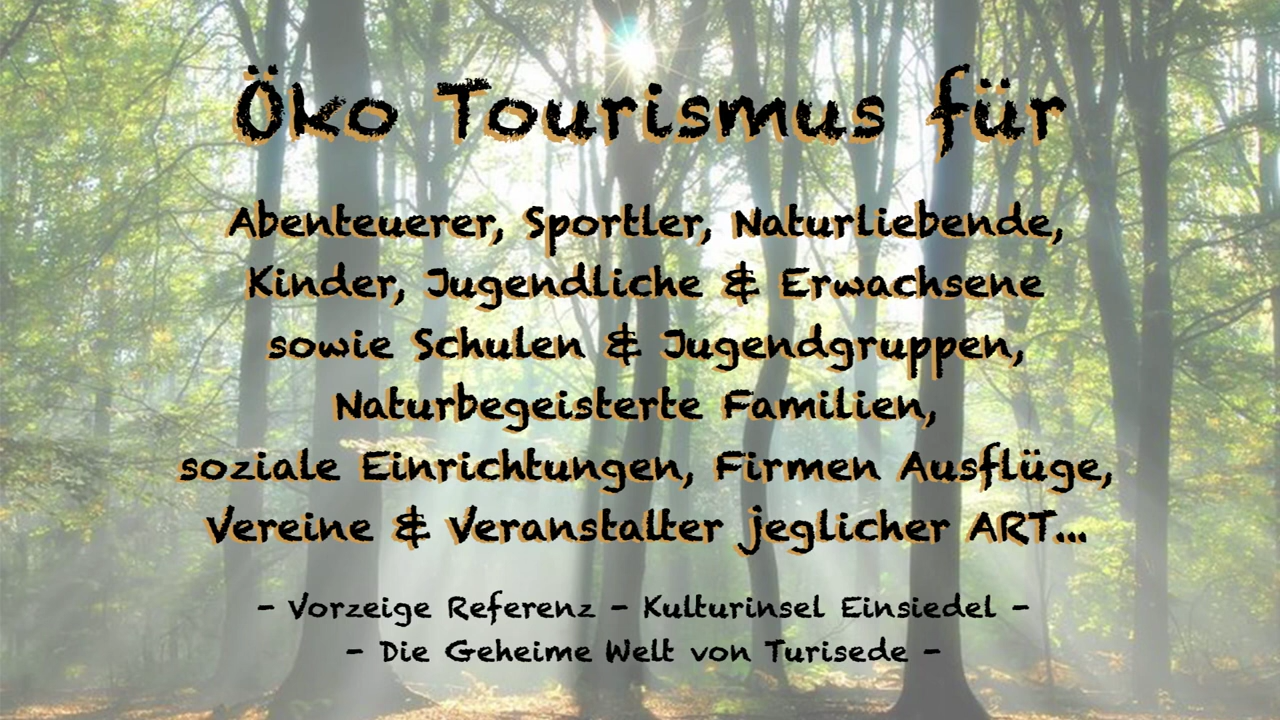 Öko Tourismus für
Abenteuerer, Sportler, Naturliebende,
Kinder, Jugendliche & Erwachsene
sowie Schulen & Jugendgruppen,
Naturbegeisterte Familien,
soziale Einrichtungen, Firmen Ausflüge,
Vereine & Veranstalter jeglicher ART...
- Vorzeige Referenz - Kulturinsel Einsiedel -
- Die Geheime Welt von Turisede -